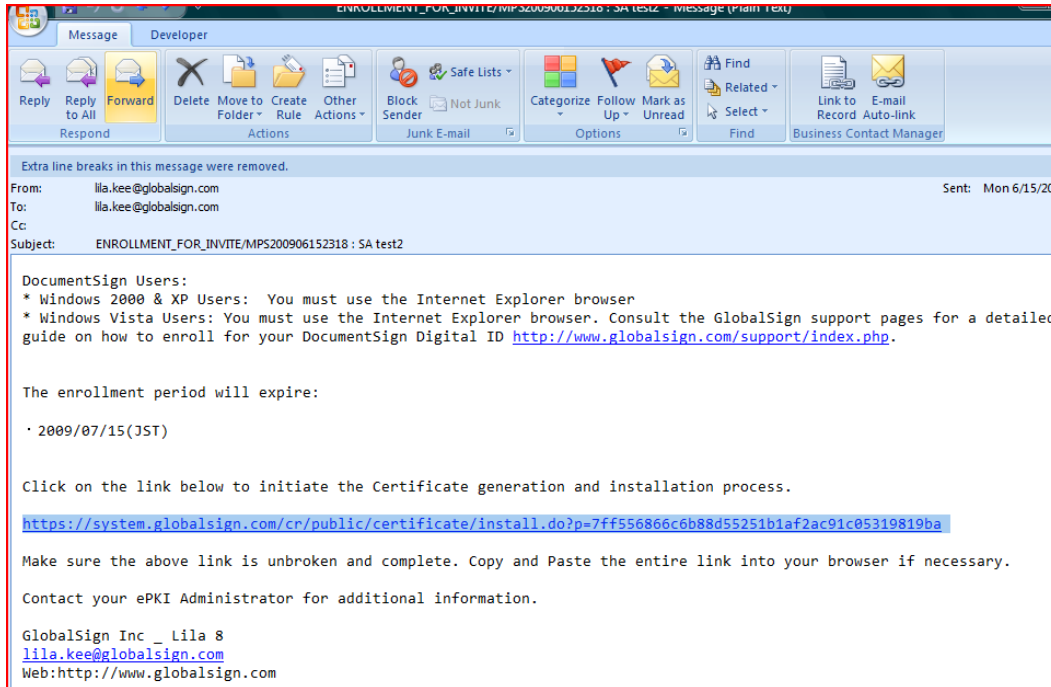 ENROLLMENT_FOR_INVITE/MPS200906152318 : SA test2 - Message (Plain Text)
Message Developer
Reply
Reply to All
Forward
Delete
Move to Folder
Create Rule
Other Actions
Block Sender
Safe Lists
Not Junk
Categorize
Follow Up
Mark as Unread
Find
Related
Select
Link to Record
E-mail Auto-link
Respond Actions Junk E-mail Options Find Business Contact Manager
Extra line breaks in this message were removed.
From: lila.kee@globalsign.com Sent: Mon 6/15/20
To: lila.kee@globalsign.com
Cc:
Subject: ENROLLMENT_FOR_INVITE/MPS200906152318 : SA test2
DocumentSign Users:
* Windows 2000 & XP Users:  You must use the Internet Explorer browser
* Windows Vista Users: You must use the Internet Explorer browser. Consult the GlobalSign support pages for a detailed
guide on how to enroll for your DocumentSign Digital ID http://www.globalsign.com/support/index.php.
The enrollment period will expire:
・2009/07/15(JST)
Click on the link below to initiate the Certificate generation and installation process.
https://system.globalsign.com/cr/public/certificate/install.do?p=7ff556866c6b88d55251b1af2ac91c05319819ba
Make sure the above link is unbroken and complete. Copy and Paste the entire link into your browser if necessary.
Contact your ePKI Administrator for additional information.
GlobalSign Inc _ Lila 8
lila.kee@globalsign.com
Web:http://www.globalsign.com